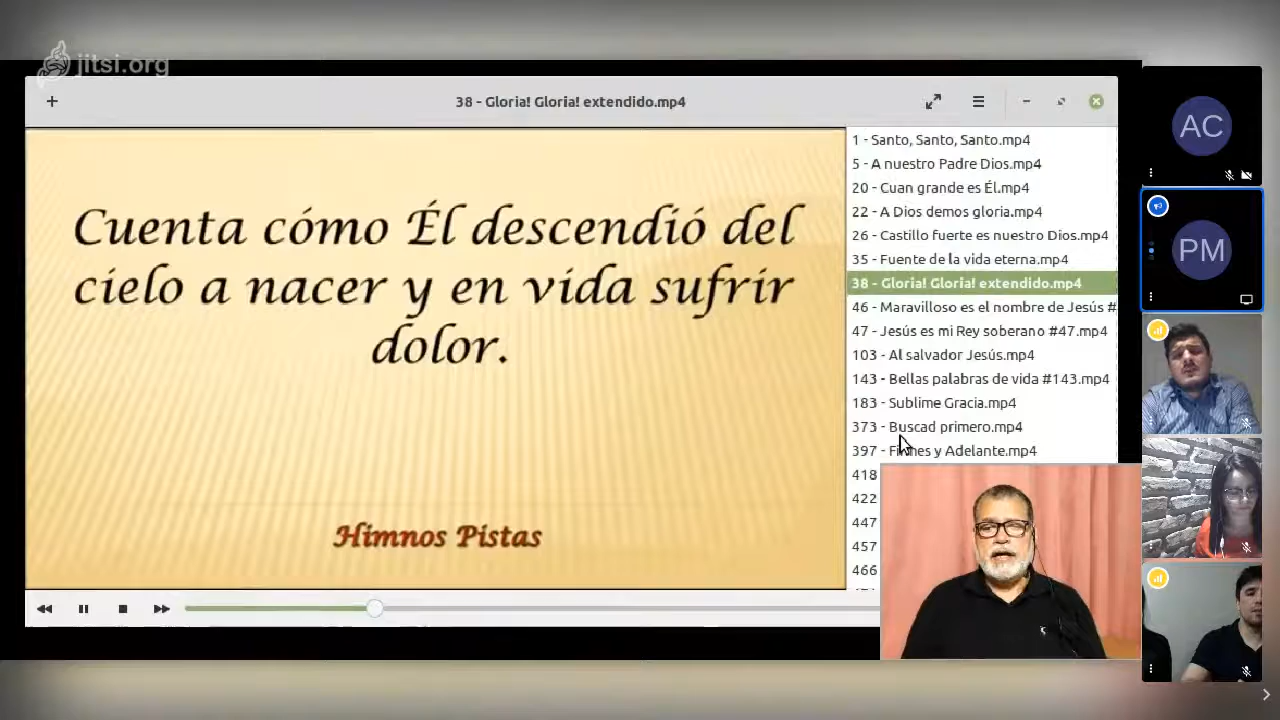 jitsi.org
38 - Gloria! Gloria! extendido.mp4
Cuenta cómo Él descendió del
cielo a nacer y en vida sufrir
dolor.
Himnos Pistas
1 - Santo, Santo, Santo.mp4
5 - A nuestro Padre Dios.mp4
20 - Cuan grande es Él.mp4
22 - A Dios demos gloria.mp4
26 - Castillo fuerte es nuestro Dios.mp4
35 - Fuente de la vida eterna.mp4
38 - Gloria! Gloria! extendido.mp4
46 - Maravilloso es el nombre de Jesús #
47 - Jesús es mi Rey soberano #47.mp4
103 - Al salvador Jesús.mp4
143 - Bellas palabras de vida #143.mp4
183 - Sublime Gracia.mp4
373 - Buscad primero.mp4
397 - Firmes y Adelante.mp4
418
422
447
457
466
AC
PM